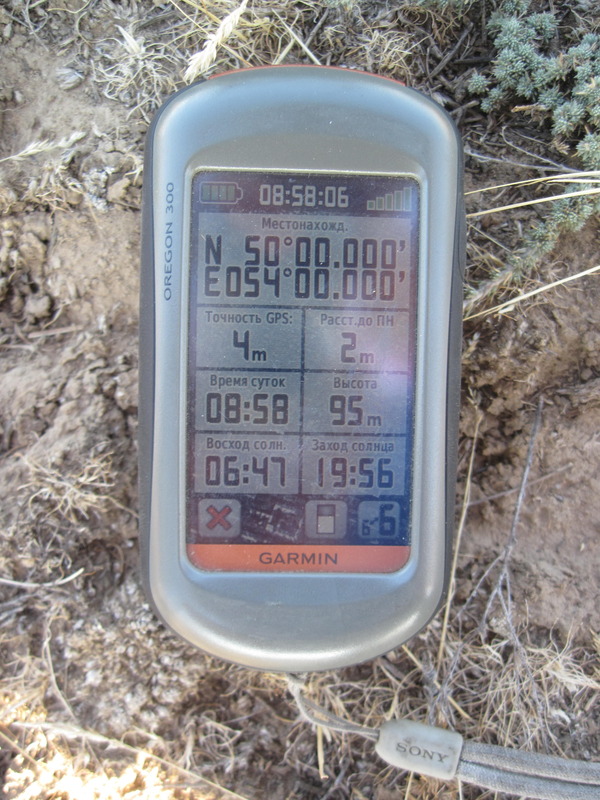 OREGON 300
08:58:06
Местонахожд.
N 50°00.000'
E054°00.000'
Точность GPS: Расст.до ПН
4m 2m
Время суток Высота
08:58 95m
Восход солн. Заход солнца
06:47 19:56
GARMIN
SONY